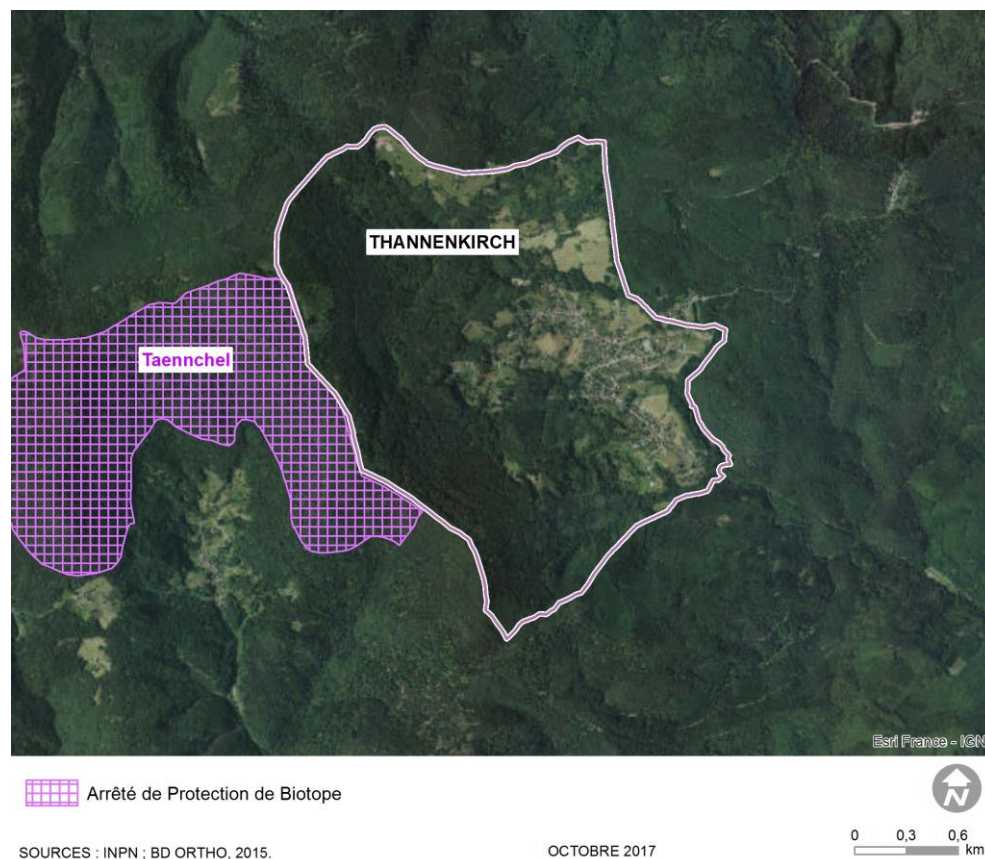 THANNENKIRCH
Taennchel
Esri France - IGN
Arrêté de Protection de Biotope
N
0 0,3 0,6
km
SOURCES : INPN ; BD ORTHO, 2015.
OCTOBRE 2017